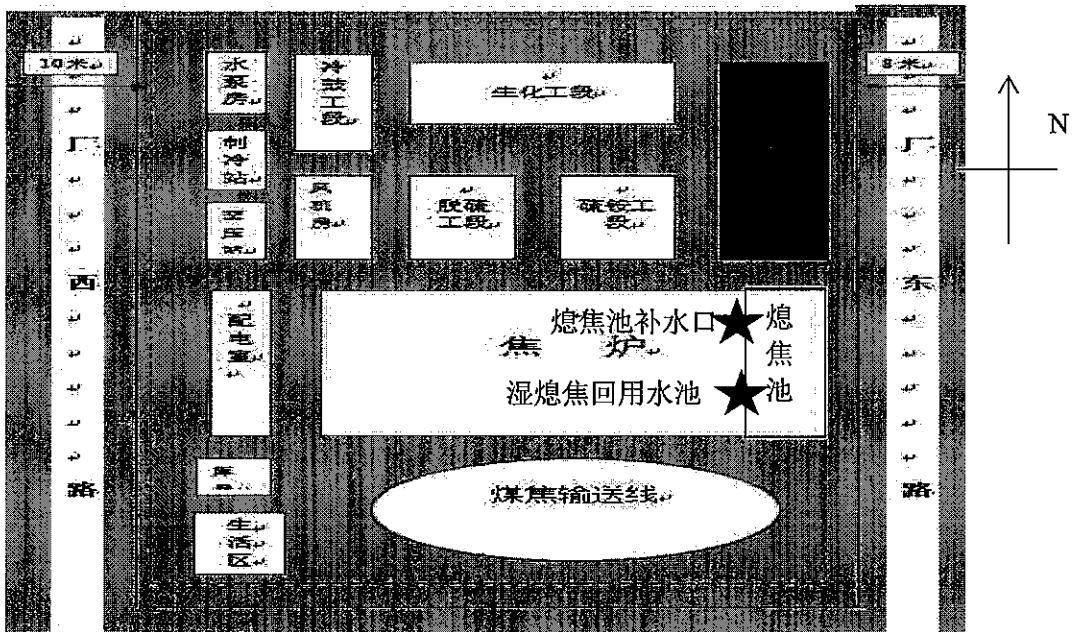 10米
厂西路
水泵房
制冷站
空压站
冷鼓工段
风机房
生化工段
脱硫工段
硫铵工段
8米
厂东路
N
配电室
焦 炉
熄焦池补水口
湿熄焦回用水池
熄焦池
煤焦输送线
生活区